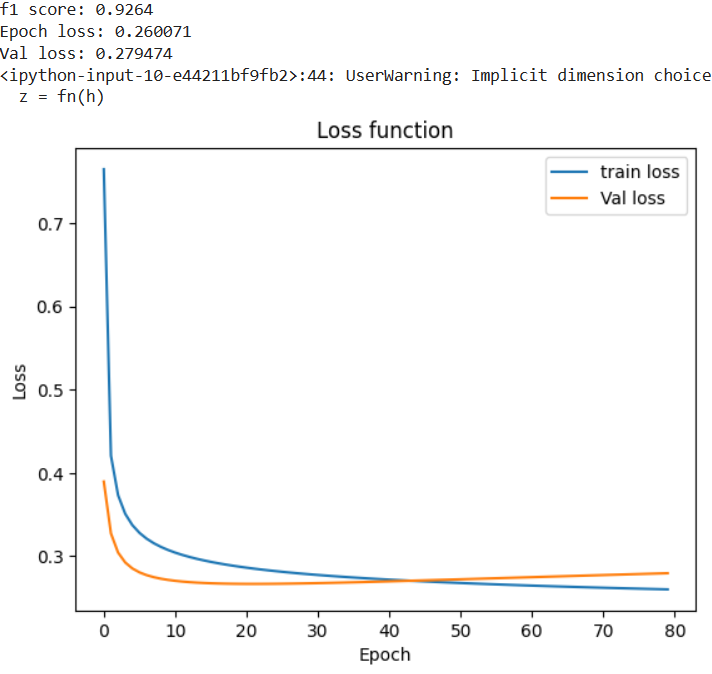 f1 score: 0.9264
Epoch loss: 0.260071
Val loss: 0.279474
<ipython-input-10-e44211bf9fb2>:44: UserWarning: Implicit dimension choice
  z = fn(h)
Loss function
train loss
Val loss
Loss
0.7
0.6
0.5
0.4
0.3
0 10 20 30 40 50 60 70 80
Epoch